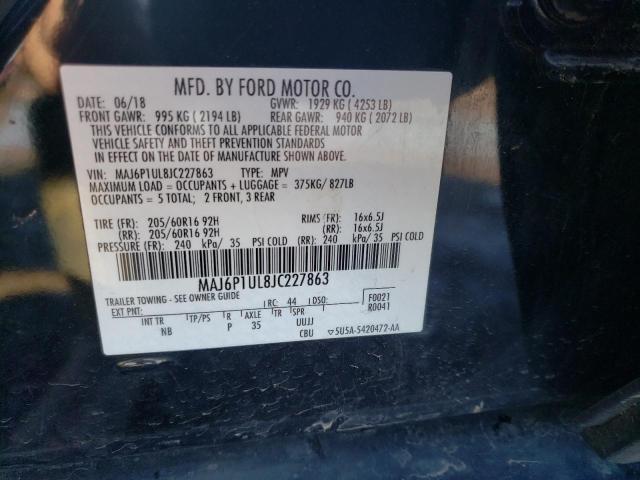 MFD. BY FORD MOTOR CO.
DATE: 06/18 GVWR: 1929 KG ( 4253 LB)
FRONT GAWR: 995 KG ( 2194 LB) REAR GAWR: 940 KG ( 2072 LB)
THIS VEHICLE CONFORMS TO ALL APPLICABLE FEDERAL MOTOR
VEHICLE SAFETY AND THEFT PREVENTION STANDARDS
IN EFFECT ON THE DATE OF MANUFACTURE SHOWN ABOVE.
VIN: MAJ6P1UL8JC227863 TYPE: MPV
MAXIMUM LOAD = OCCUPANTS + LUGGAGE = 375KG/ 827LB
OCCUPANTS = 5 TOTAL; 2 FRONT, 3 REAR
TIRE (FR): 205/60R16 92H RIMS (FR): 16x6.5J
(RR): 205/60R16 92H (RR): 16x6.5J
PRESSURE (FR): 240 kPa/ 35 PSI COLD (RR): 240 kPa/ 35 PSI COLD
MAJ6P1UL8JC227863
TRAILER TOWING - SEE OWNER GUIDE
EXT PNT: RC: 44 DSO: F0021
R0041
INT TR TP/PS R AXLE TR SPR
NB P 35 UUJJ
CBU 5U5A-5420472-AA